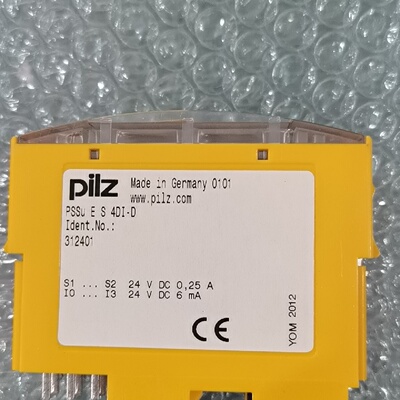 pilz Made in Germany 0101
www.pilz.com
PSSu E S 4DI-D
Ident.No.:
312401
S1 ... S2 24 V DC 0,25 A
I0 ... I3 24 V DC 6 mA
CE
YOM 2012